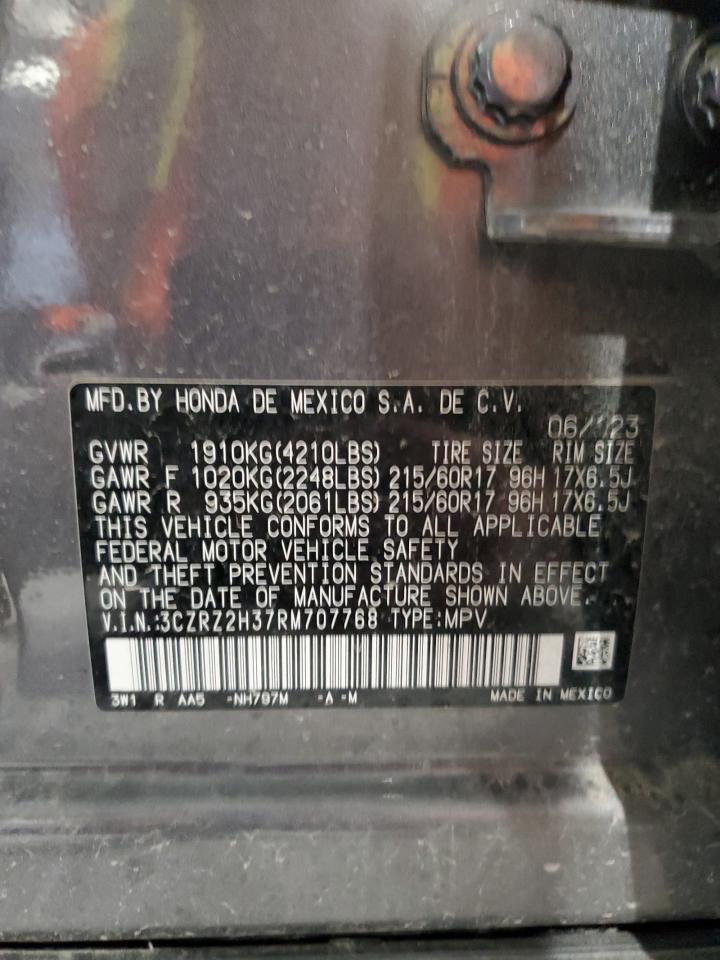 MFD.BY HONDA DE MEXICO S.A. DE C.V.
06/'23
GVWR 1910KG(4210LBS) TIRE SIZE RIM SIZE
GAWR F 1020KG(2248LBS) 215/60R17 96H 17X6.5J
GAWR R 935KG(2061LBS) 215/60R17 96H 17X6.5J
THIS VEHICLE CONFORMS TO ALL APPLICABLE
FEDERAL MOTOR VEHICLE SAFETY
AND THEFT PREVENTION STANDARDS IN EFFECT
ON THE DATE OF MANUFACTURE SHOWN ABOVE.
V.I.N.:3CZRZ2H37RM707768 TYPE:MPV
3W1 R AA5 -NH797M -A -M MADE IN MEXICO